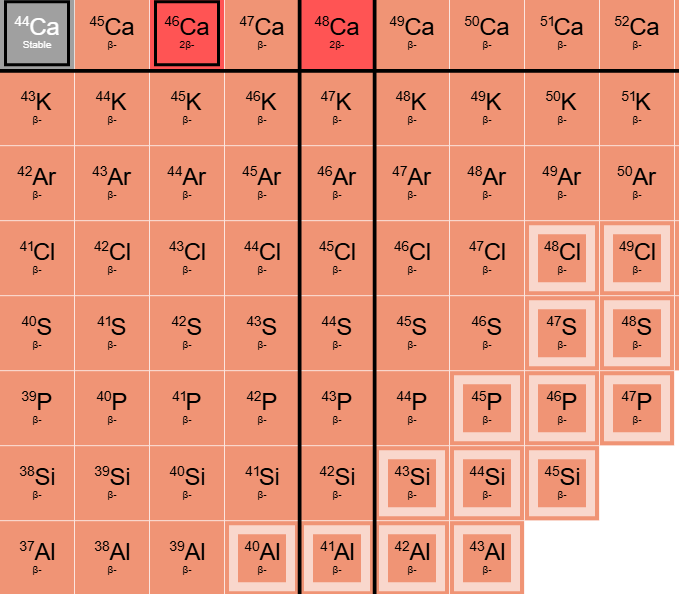 44Ca 45Ca 46Ca 47Ca 48Ca 49Ca 50Ca 51Ca 52Ca
Stable β- 2β- β- 2β- β- β- β- β-
43K 44K 45K 46K 47K 48K 49K 50K 51K
β- β- β- β- β- β- β- β- β-
42Ar 43Ar 44Ar 45Ar 46Ar 47Ar 48Ar 49Ar 50Ar
β- β- β- β- β- β- β- β- β-
41Cl 42Cl 43Cl 44Cl 45Cl 46Cl 47Cl 48Cl 49Cl
β- β- β- β- β- β- β- β- β-
40S 41S 42S 43S 44S 45S 46S 47S 48S
β- β- β- β- β- β- β- β- β-
39P 40P 41P 42P 43P 44P 45P 46P 47P
β- β- β- β- β- β- β- β- β-
38Si 39Si 40Si 41Si 42Si 43Si 44Si 45Si
β- β- β- β- β- β- β- β-
37Al 38Al 39Al 40Al 41Al 42Al 43Al
β- β- β- β- β- β- β-